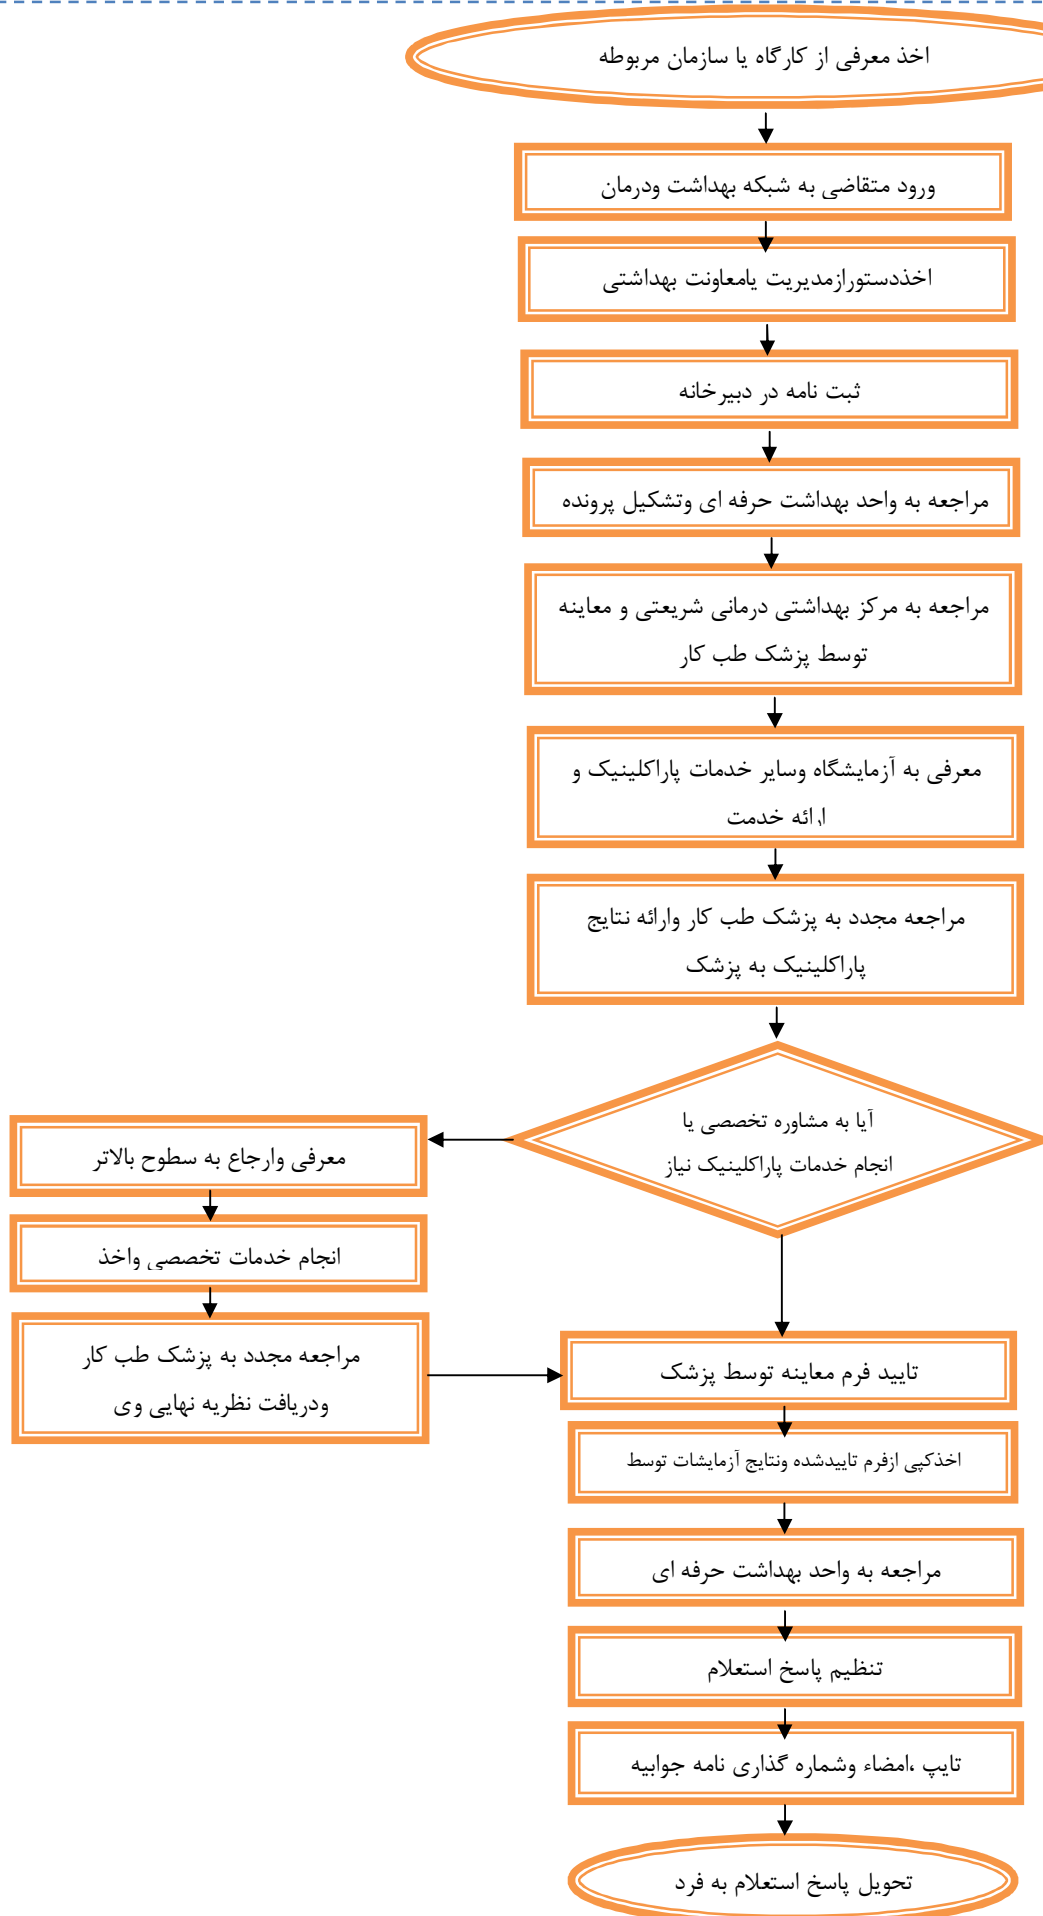 اخذ معرفی از کارگاه یا سازمان مربوطه
ورود متقاضی به شبکه بهداشت ودرمان
اخذدستورازمدیریت یامعاونت بهداشتی
ثبت نامه در دبیرخانه
مراجعه به واحد بهداشت حرفه ای وتشکیل پرونده
مراجعه به مرکز بهداشتی درمانی شریعتی و معاینه
توسط پزشک طب کار
معرفی به آزمایشگاه وسایر خدمات پاراکلینیک و
ارائه خدمت
مراجعه مجدد به پزشک طب کار وارائه نتایج
پاراکلینیک به پزشک
آیا به مشاوره تخصصی یا
انجام خدمات پاراکلینیک نیاز
معرفی وارجاع به سطوح بالاتر
انجام خدمات تخصصی واخذ
مراجعه مجدد به پزشک طب کار
ودریافت نظریه نهایی وی
تایید فرم معاینه توسط پزشک
اخذکپی ازفرم تاییدشده ونتایج آزمایشات توسط
مراجعه به واحد بهداشت حرفه ای
تنظیم پاسخ استعلام
تایپ ،امضاء وشماره گذاری نامه جوابیه
تحویل پاسخ استعلام به فرد